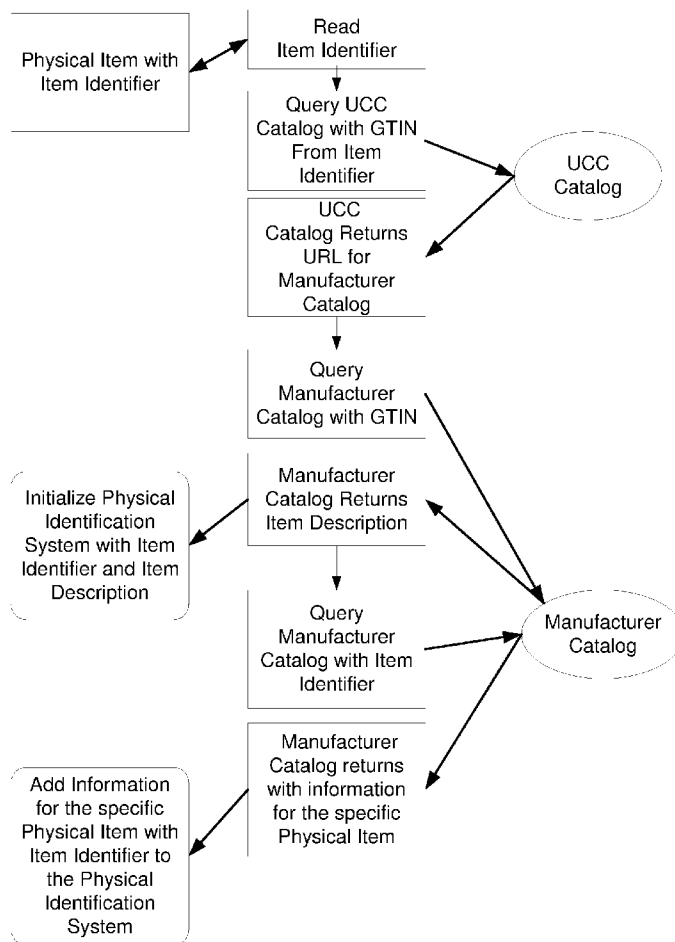 Physical Item with
Item Identifier
Read
Item Identifier
Query UCC
Catalog with GTIN
From Item
Identifier
UCC
Catalog
UCC
Catalog Returns
URL for
Manufacturer
Catalog
Query
Manufacturer
Catalog with GTIN
Manufacturer
Catalog Returns
Item Description
Initialize Physical
Identification
System with Item
Identifier and Item
Description
Query
Manufacturer
Catalog with Item
Identifier
Manufacturer
Catalog
Manufacturer
Catalog returns
with information
for the specific
Physical Item
Add Information
for the specific
Physical Item with
Item Identifier to
the Physical
Identification
System